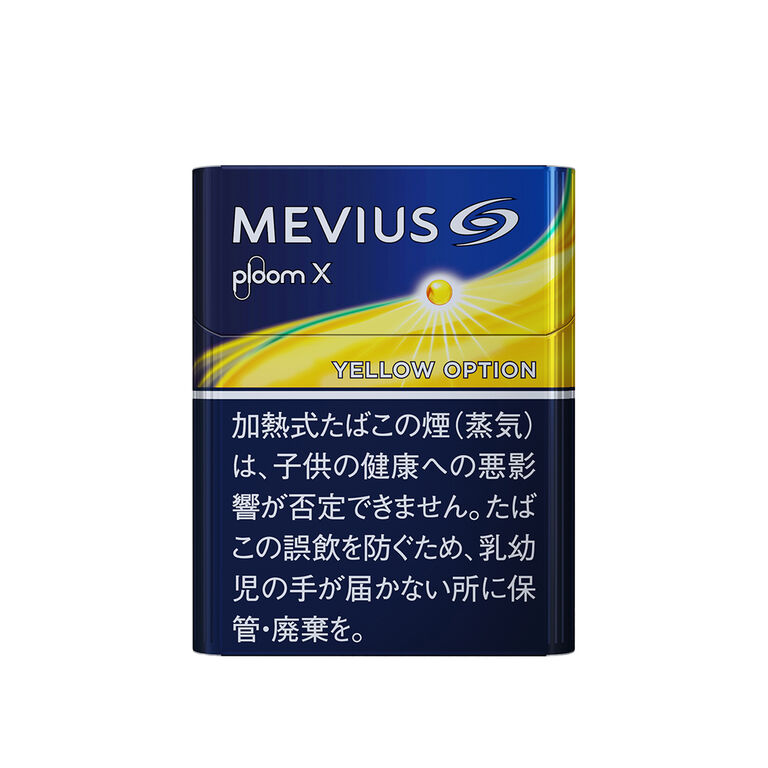 MEVIUS
ploom X
YELLOW OPTION
加熱式たばこの煙（蒸気）
は、子供の健康への悪影
響が否定できません。たば
この誤飲を防ぐため、乳幼
児の手が届かない所に保
管・廃棄を。